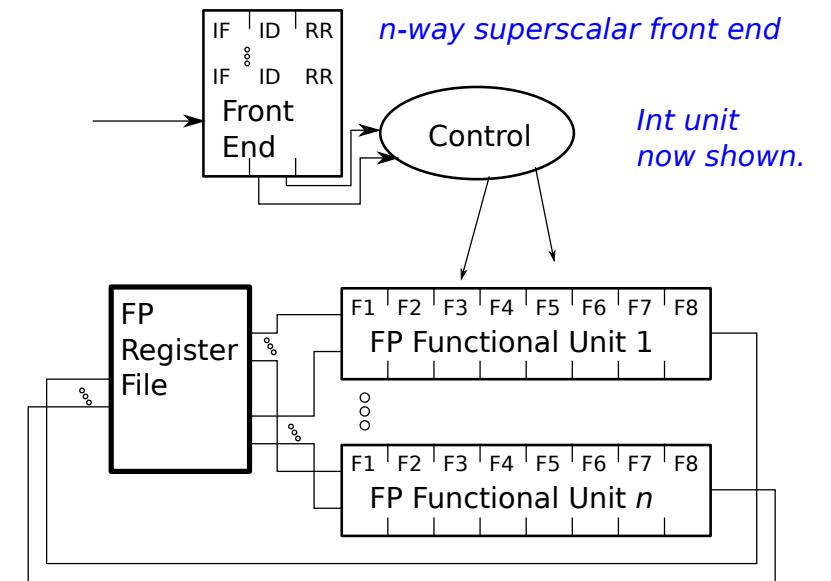 IF ID RR
n-way superscalar front end
IF ID RR
Front
End
Control
Int unit
now shown.
FP
Register
File
F1 F2 F3 F4 F5 F6 F7 F8
FP Functional Unit 1
F1 F2 F3 F4 F5 F6 F7 F8
FP Functional Unit n